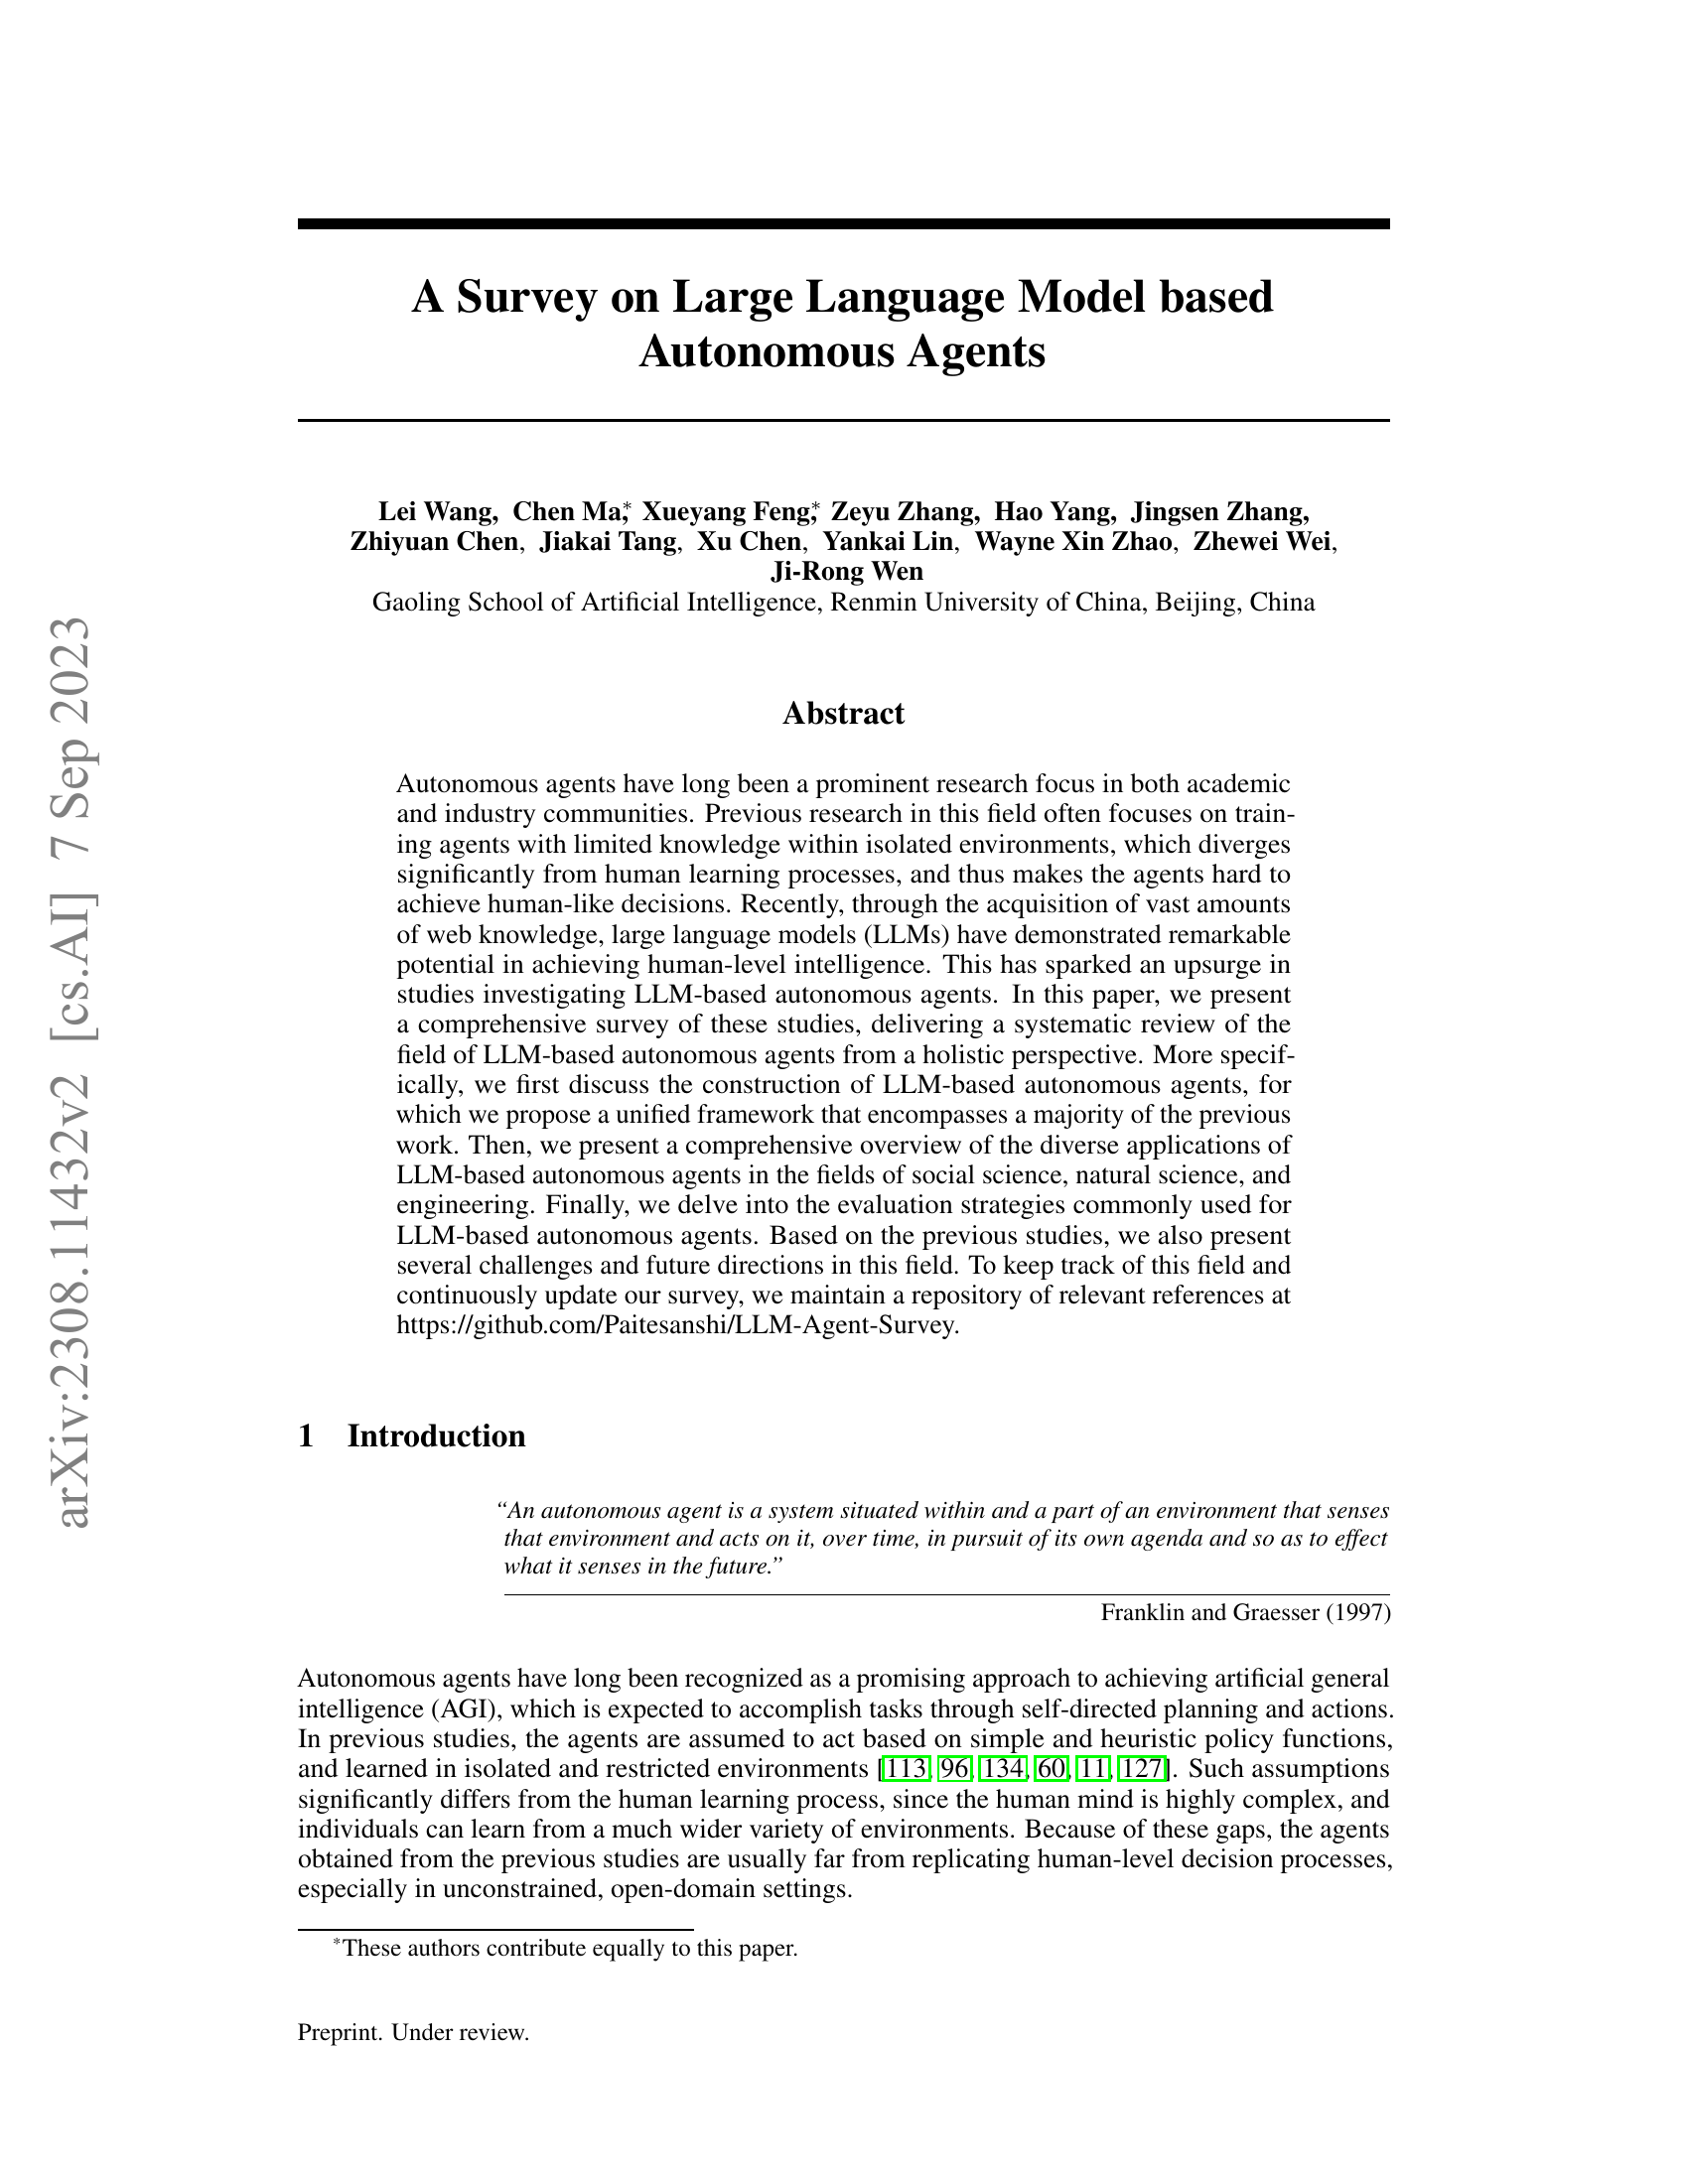 A Survey on Large Language Model based
Autonomous Agents
Lei Wang, Chen Ma,* Xueyang Feng,* Zeyu Zhang, Hao Yang, Jingsen Zhang,
Zhiyuan Chen, Jiakai Tang, Xu Chen, Yankai Lin, Wayne Xin Zhao, Zhewei Wei,
Ji-Rong Wen
Gaoling School of Artificial Intelligence, Renmin University of China, Beijing, China
Abstract
Autonomous agents have long been a prominent research focus in both academic
and industry communities. Previous research in this field often focuses on train-
ing agents with limited knowledge within isolated environments, which diverges
significantly from human learning processes, and thus makes the agents hard to
achieve human-like decisions. Recently, through the acquisition of vast amounts
of web knowledge, large language models (LLMs) have demonstrated remarkable
potential in achieving human-level intelligence. This has sparked an upsurge in
studies investigating LLM-based autonomous agents. In this paper, we present
a comprehensive survey of these studies, delivering a systematic review of the
field of LLM-based autonomous agents from a holistic perspective. More specif-
ically, we first discuss the construction of LLM-based autonomous agents, for
which we propose a unified framework that encompasses a majority of the previous
work. Then, we present a comprehensive overview of the diverse applications of
LLM-based autonomous agents in the fields of social science, natural science, and
engineering. Finally, we delve into the evaluation strategies commonly used for
LLM-based autonomous agents. Based on the previous studies, we also present
several challenges and future directions in this field. To keep track of this field and
continuously update our survey, we maintain a repository of relevant references at
https://github.com/Paitesanshi/LLM-Agent-Survey.
1 Introduction
“An autonomous agent is a system situated within and a part of an environment that senses
that environment and acts on it, over time, in pursuit of its own agenda and so as to effect
what it senses in the future.”
Franklin and Graesser (1997)
Autonomous agents have long been recognized as a promising approach to achieving artificial general
intelligence (AGI), which is expected to accomplish tasks through self-directed planning and actions.
In previous studies, the agents are assumed to act based on simple and heuristic policy functions,
and learned in isolated and restricted environments [113, 96, 134, 60, 11, 127]. Such assumptions
significantly differs from the human learning process, since the human mind is highly complex, and
individuals can learn from a much wider variety of environments. Because of these gaps, the agents
obtained from the previous studies are usually far from replicating human-level decision processes,
especially in unconstrained, open-domain settings.
*These authors contribute equally to this paper.
Preprint. Under review.
arXiv:2308.11432v2 [cs.AI] 7 Sep 2023